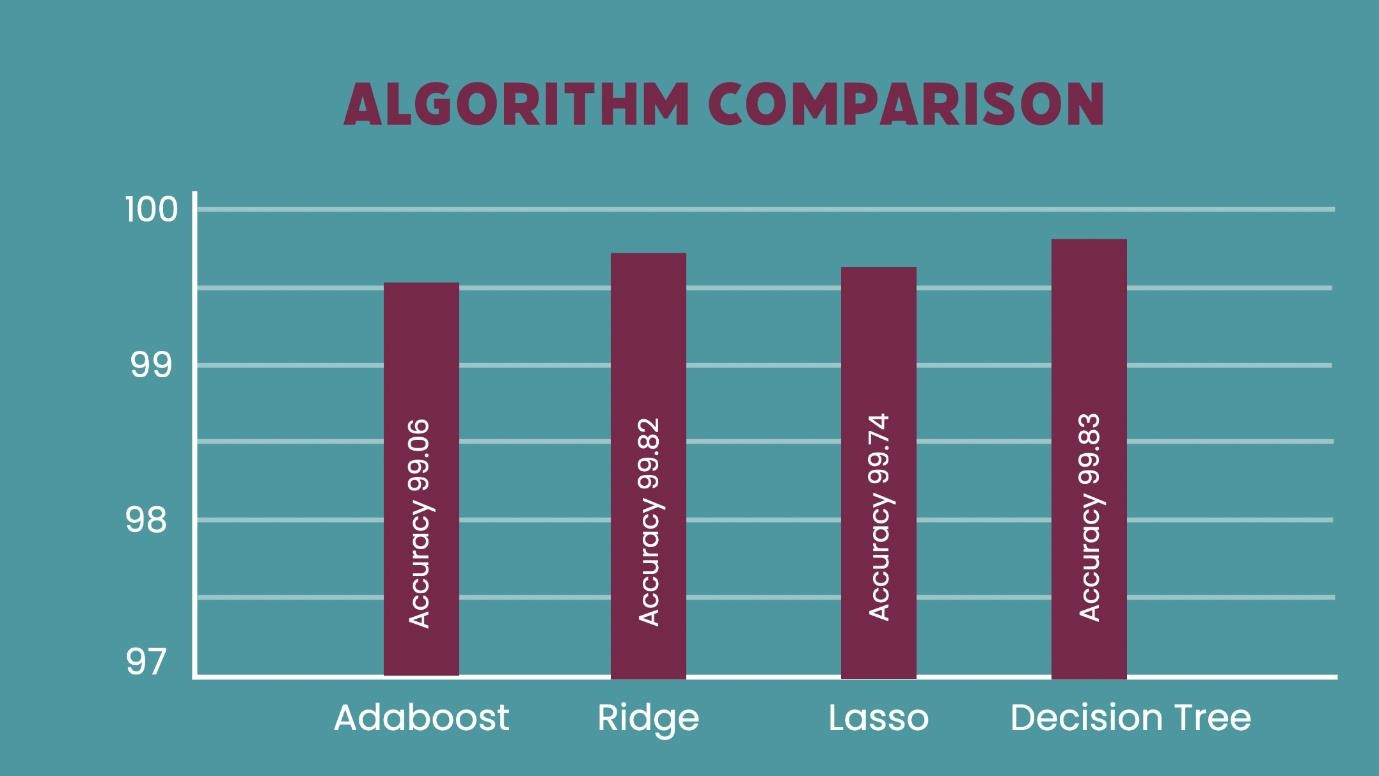 ALGORITHM COMPARISON
100
99
98
97
Accuracy 99.06
Accuracy 99.82
Accuracy 99.74
Accuracy 99.83
Adaboost
Ridge
Lasso
Decision Tree